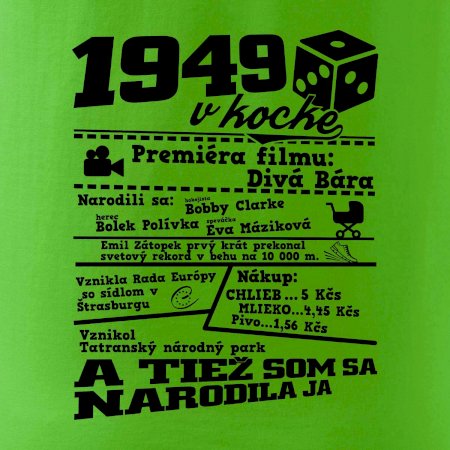 1949
v kocke
Premiéra filmu:
Divá Bára
Narodili sa: hokejista
Bobby Clarke
herec
Bolek Polívka speváčka
Eva Máziková
Emil Zátopek prvý krát prekonal
svetový rekord v behu na 10 000 m.
Vznikla Rada Európy
so sídlom v
Štrasburgu
Nákup:
CHLIEB ... 5 Kčs
MLIEKO...4,45 Kčs
Pivo...1,56 Kčs
Vznikol
Tatranský národný park
A TIEŽ SOM SA
NARODILA JA